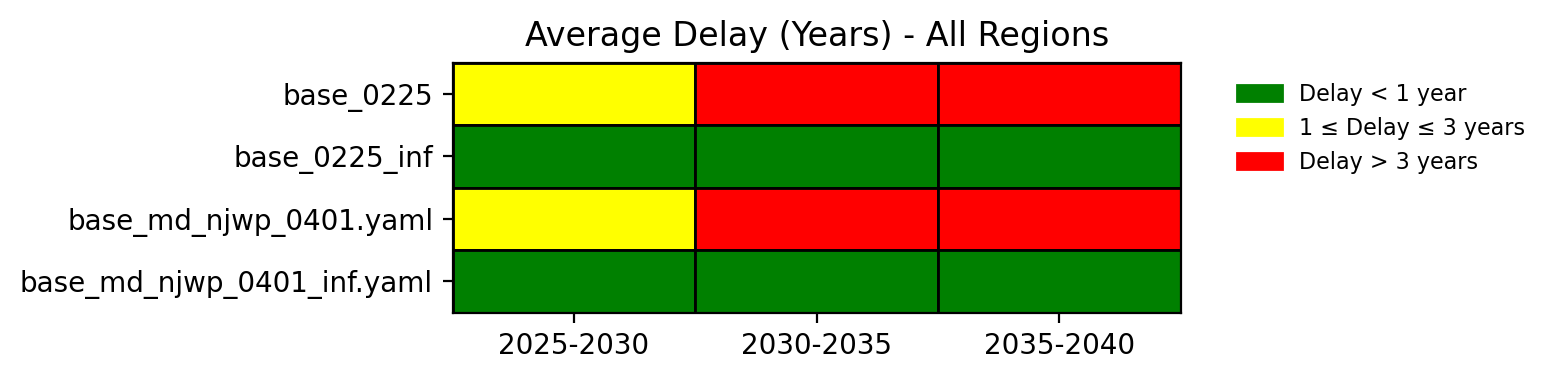 Average Delay (Years) - All Regions
base_0225
base_0225_inf
base_md_njwp_0401.yaml
base_md_njwp_0401_inf.yaml
2025-2030
2030-2035
2035-2040
Delay < 1 year
1 ≤ Delay ≤ 3 years
Delay > 3 years